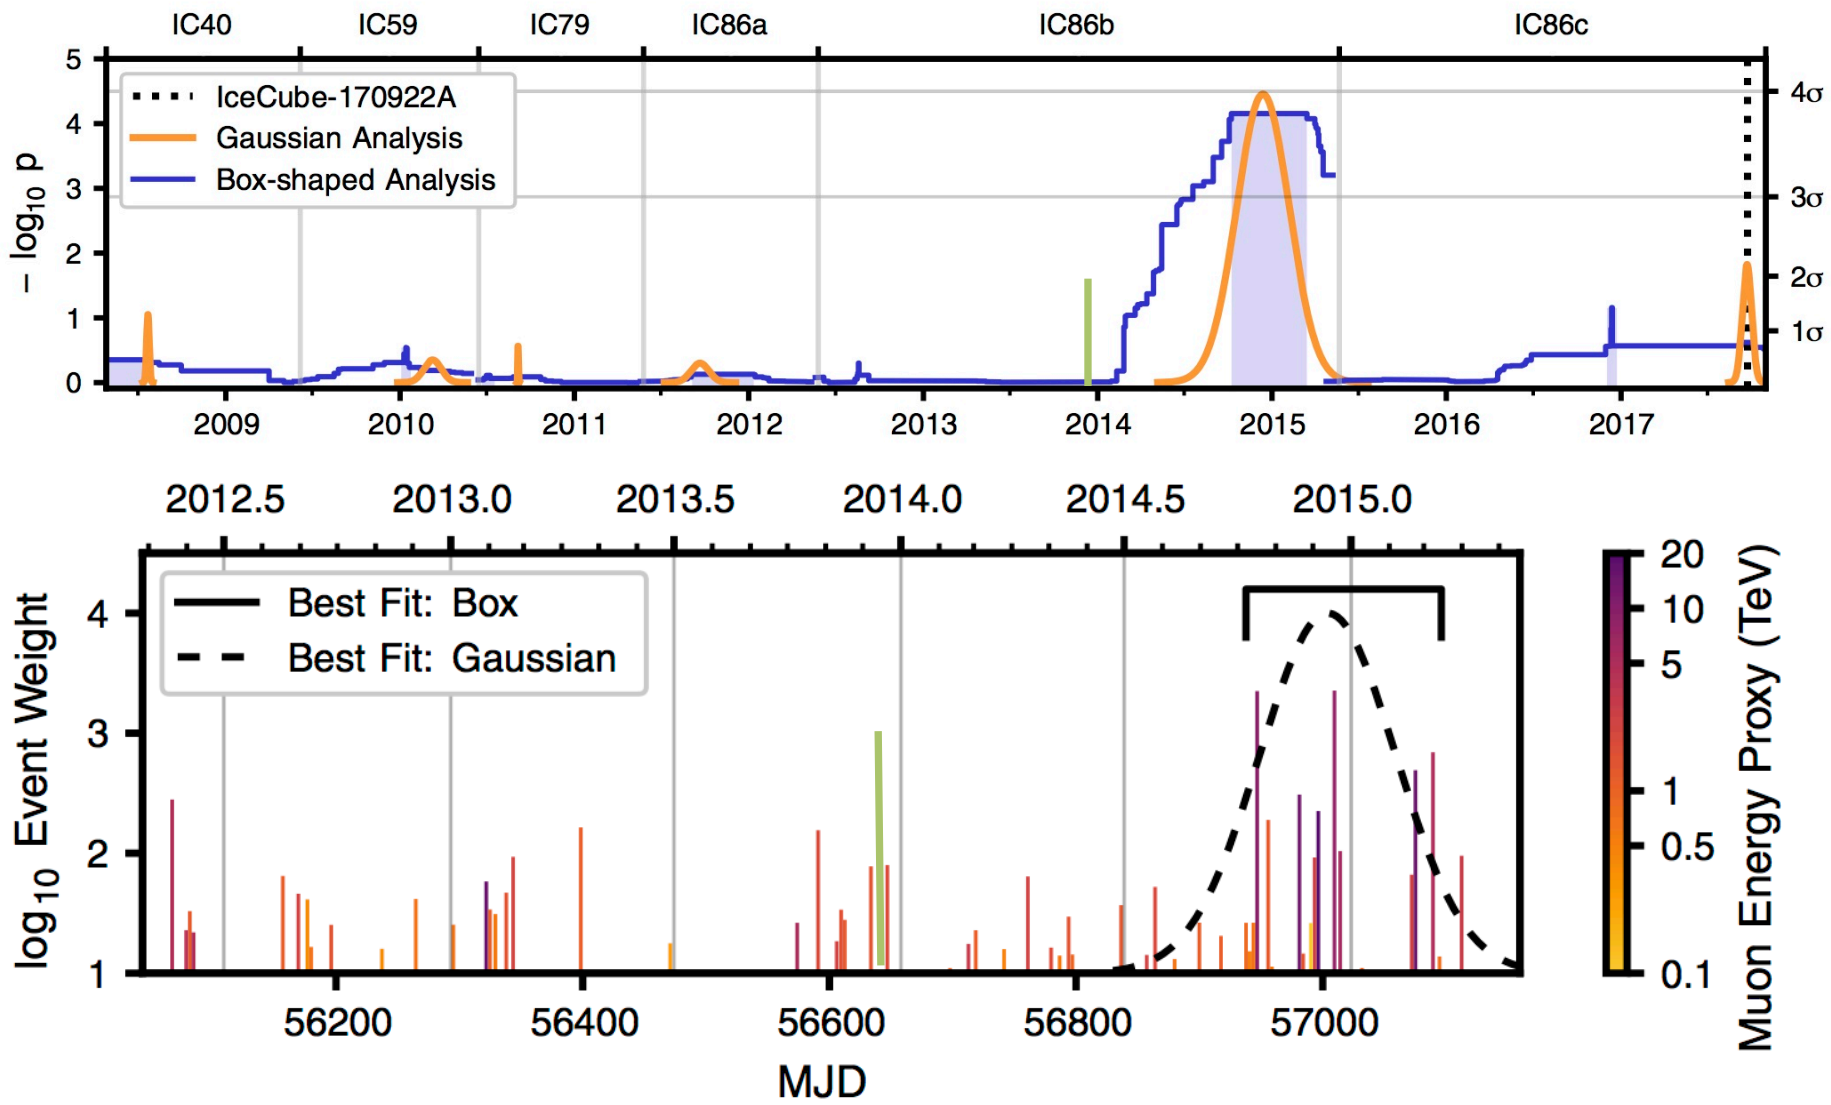 IC40 IC59 IC79 IC86a IC86b IC86c
5
4
3
2
1
0
− log10 p
IceCube-170922A
Gaussian Analysis
Box-shaped Analysis
4σ
3σ
2σ
1σ
2009 2010 2011 2012 2013 2014 2015 2016 2017
2012.5 2013.0 2013.5 2014.0 2014.5 2015.0
4
3
2
1
log10 Event Weight
Best Fit: Box
Best Fit: Gaussian
56200 56400 56600 56800 57000
MJD
20
10
5
1
0.5
0.1
Muon Energy Proxy (TeV)